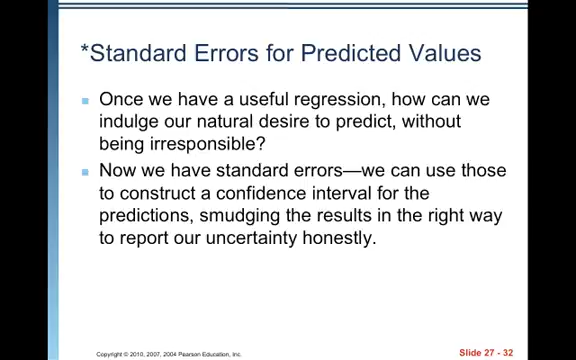 *Standard Errors for Predicted Values
Once we have a useful regression, how can we
indulge our natural desire to predict, without
being irresponsible?
Now we have standard errors—we can use those
to construct a confidence interval for the
predictions, smudging the results in the right way
to report our uncertainty honestly.
Copyright © 2010, 2007, 2004 Pearson Education, Inc.
Slide 27 - 32